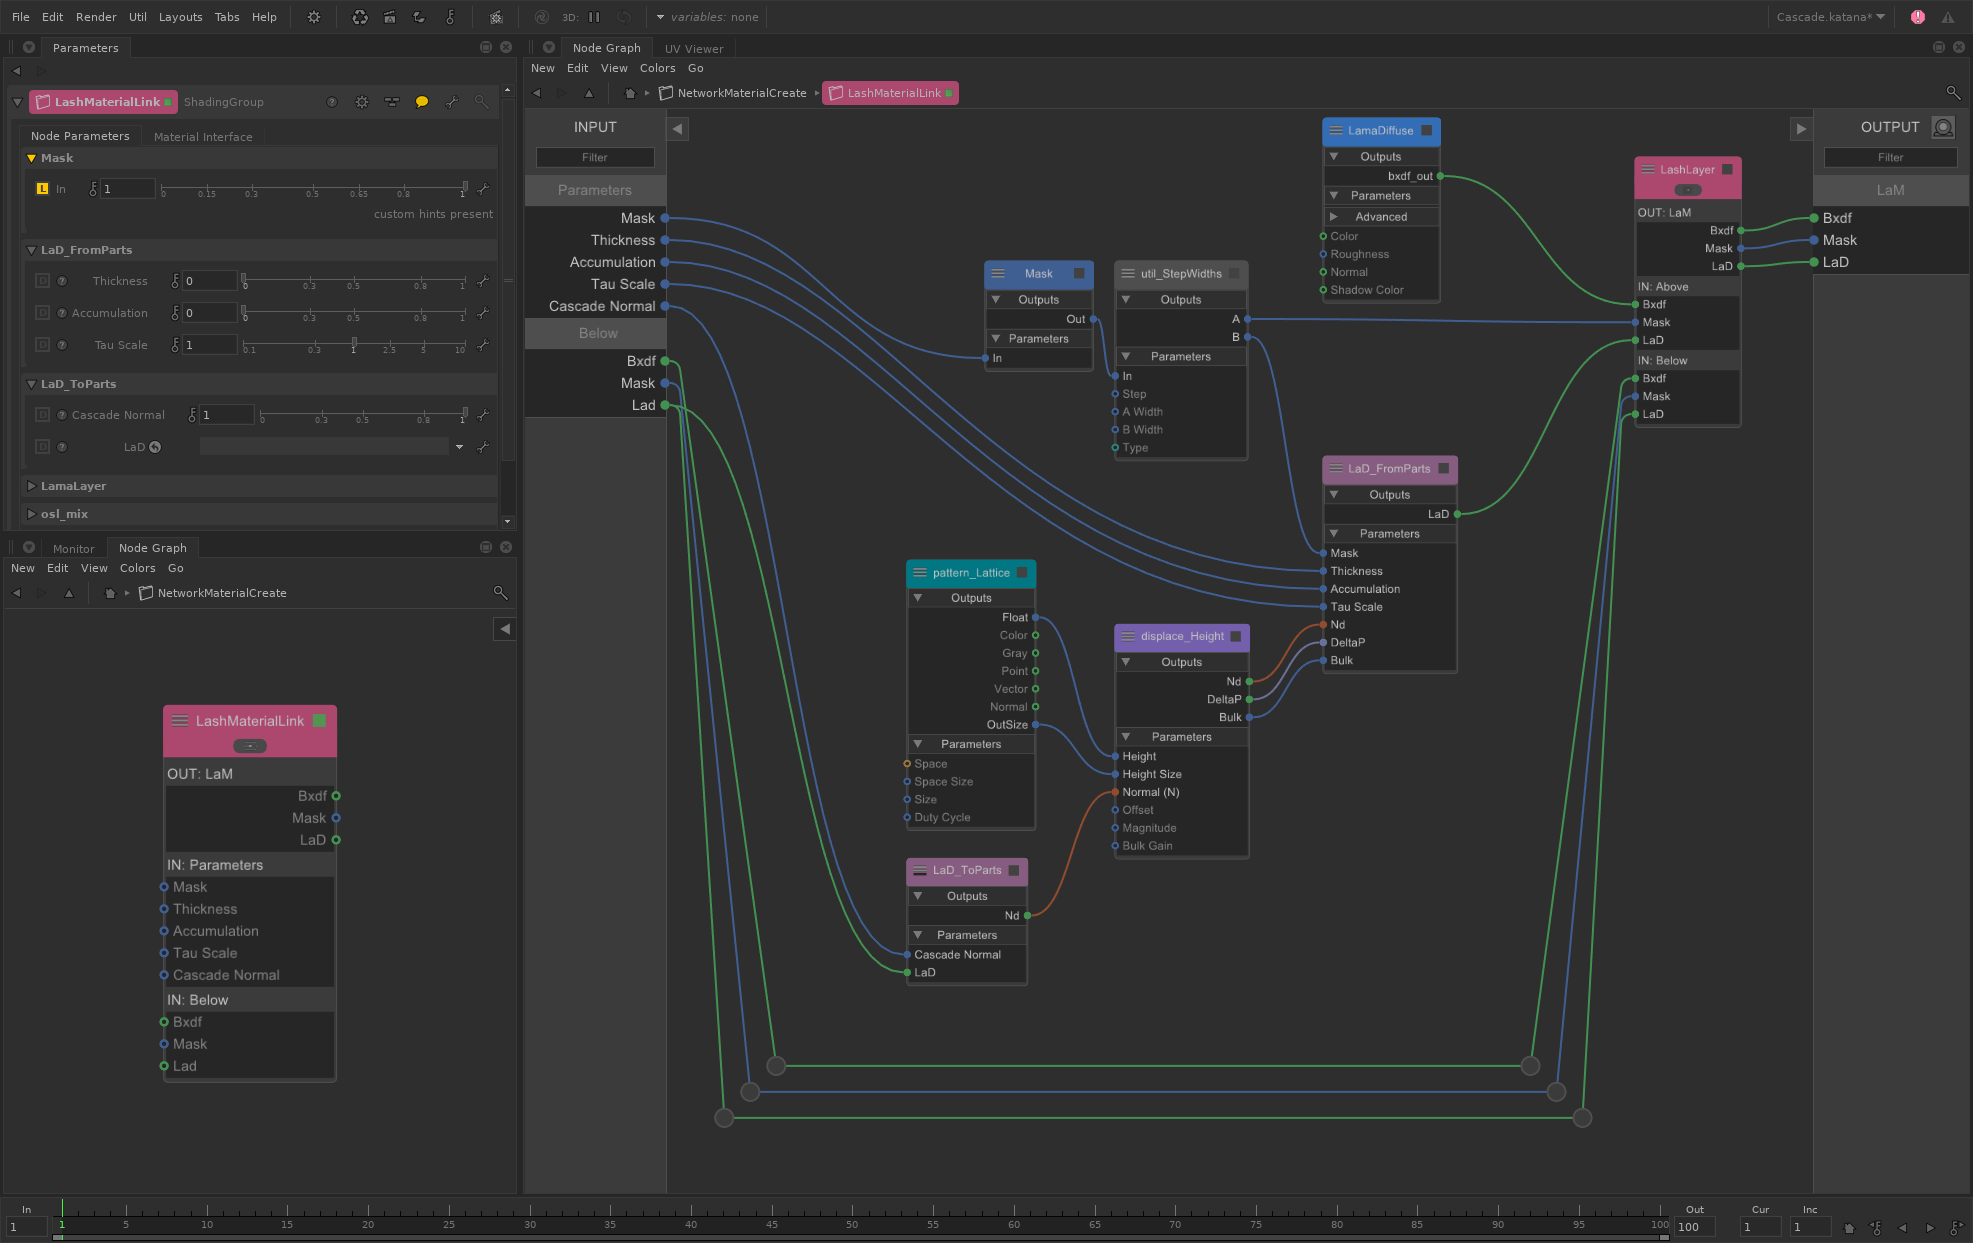 File Edit Render Util Layouts Tabs Help 3D: variables: none Cascade.katana*
Parameters
LashMaterialLink ShadingGroup
Node Parameters Material Interface
Mask
L In 1 0 0.15 0.3 0.5 0.65 0.8 1
custom hints present
LaD_FromParts
D ? Thickness 0 0 0.3 0.5 0.8 1
D ? Accumulation 0 0 0.3 0.5 0.8 1
D ? Tau Scale 1 0.1 0.3 1 2.5 5 10
LaD_ToParts
D ? Cascade Normal 1 0 0.3 0.5 0.8 1
D ? LaD
LamaLayer
osl_mix
Monitor Node Graph
New Edit View Colors Go
NetworkMaterialCreate
LashMaterialLink
OUT: LaM
Bxdf
Mask
LaD
IN: Parameters
Mask
Thickness
Accumulation
Tau Scale
Cascade Normal
IN: Below
Bxdf
Mask
Lad
Node Graph UV Viewer
New Edit View Colors Go
NetworkMaterialCreate LashMaterialLink
INPUT
Filter
Parameters
Mask
Thickness
Accumulation
Tau Scale
Cascade Normal
Below
Bxdf
Mask
Lad
Mask
Outputs
Out
Parameters
In
util_StepWidths
Outputs
A
B
Parameters
In
Step
A Width
B Width
Type
LamaDiffuse
Outputs
bxdf_out
Parameters
Advanced
Color
Roughness
Normal
Shadow Color
pattern_Lattice
Outputs
Float
Color
Gray
Point
Vector
Normal
OutSize
Parameters
Space
Space Size
Size
Duty Cycle
LaD_ToParts
Outputs
Nd
Parameters
Cascade Normal
LaD
displace_Height
Outputs
Nd
DeltaP
Bulk
Parameters
Height
Height Size
Normal (N)
Offset
Magnitude
Bulk Gain
LaD_FromParts
Outputs
LaD
Parameters
Mask
Thickness
Accumulation
Tau Scale
Nd
DeltaP
Bulk
LashLayer
OUT: LaM
Bxdf
Mask
LaD
IN: Above
Bxdf
Mask
LaD
IN: Below
Bxdf
Mask
LaD
OUTPUT
Filter
LaM
Bxdf
Mask
LaD
In Out Cur Inc
1 1 5 10 15 20 25 30 35 40 45 50 55 60 65 70 75 80 85 90 95 100 100 1 1